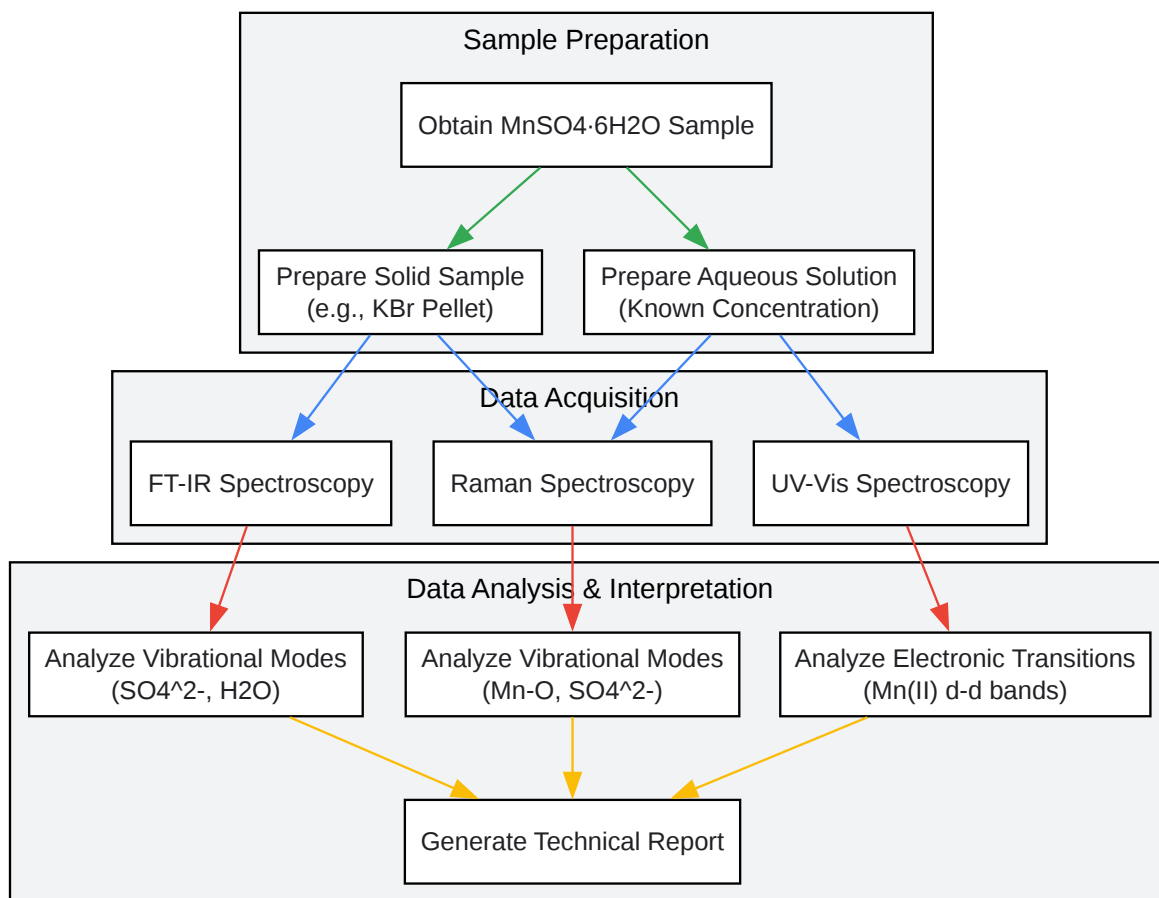 Sample Preparation
Obtain MnSO4·6H2O Sample
Prepare Solid Sample
(e.g., KBr Pellet)
Prepare Aqueous Solution
(Known Concentration)
Data Acquisition
FT-IR Spectroscopy
Raman Spectroscopy
UV-Vis Spectroscopy
Data Analysis & Interpretation
Analyze Vibrational Modes
(SO4^2-, H2O)
Analyze Vibrational Modes
(Mn-O, SO4^2-)
Analyze Electronic Transitions
(Mn(II) d-d bands)
Generate Technical Report